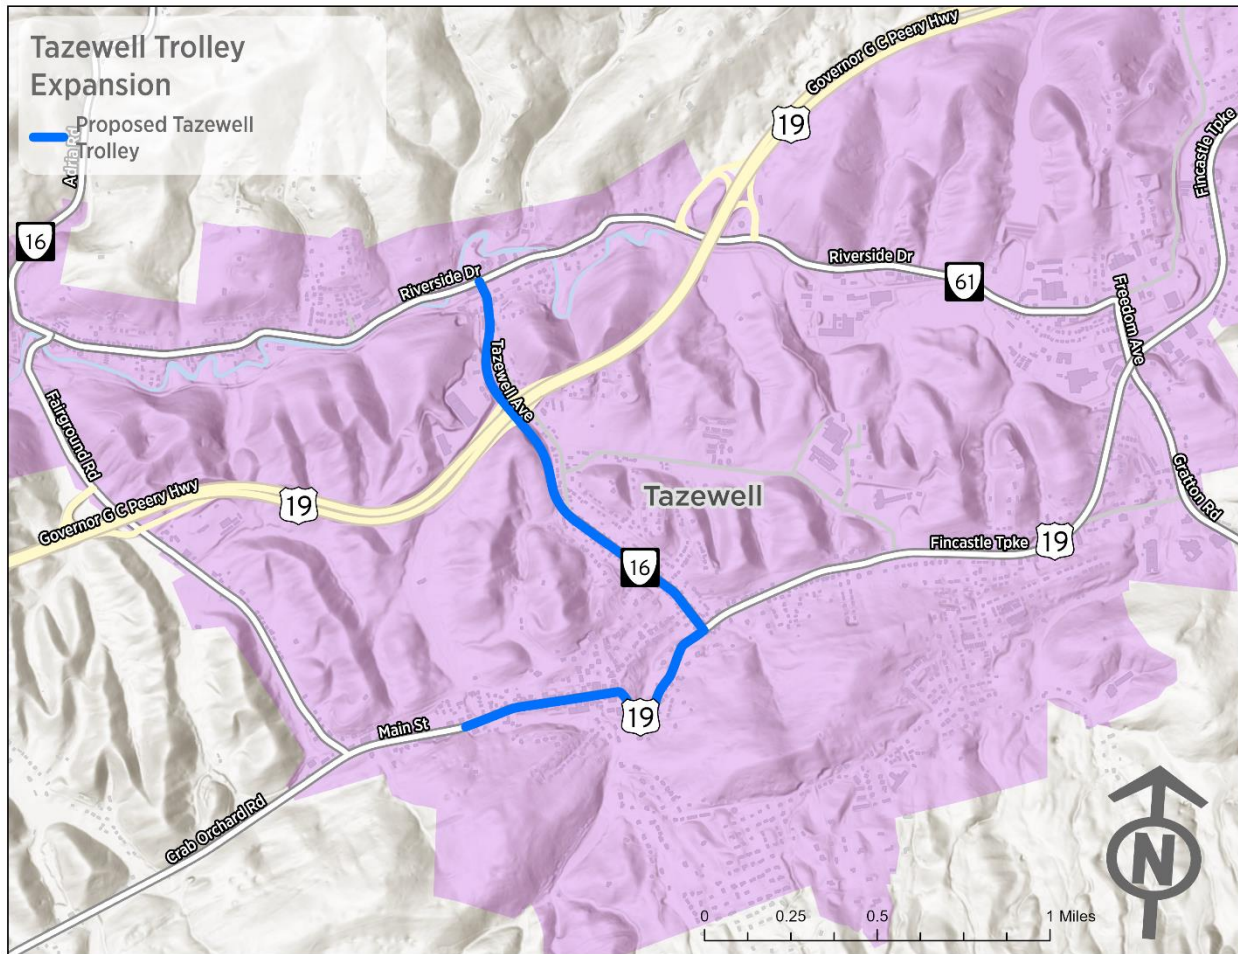 Tazewell Trolley
Expansion
Proposed Tazewell
Trolley
Adria Rd
16
Governor G C Peery Hwy
19
Fincastle Tpke
Riverside Dr
61
Riverside Dr
Freedom Ave
Tazewell Ave
Fairground Rd
Governor G C Peery Hwy
19
Tazewell
Gratton Rd
Fincastle Tpke
19
16
19
Main St
Crab Orchard Rd
N
0 0.25 0.5 1 Miles